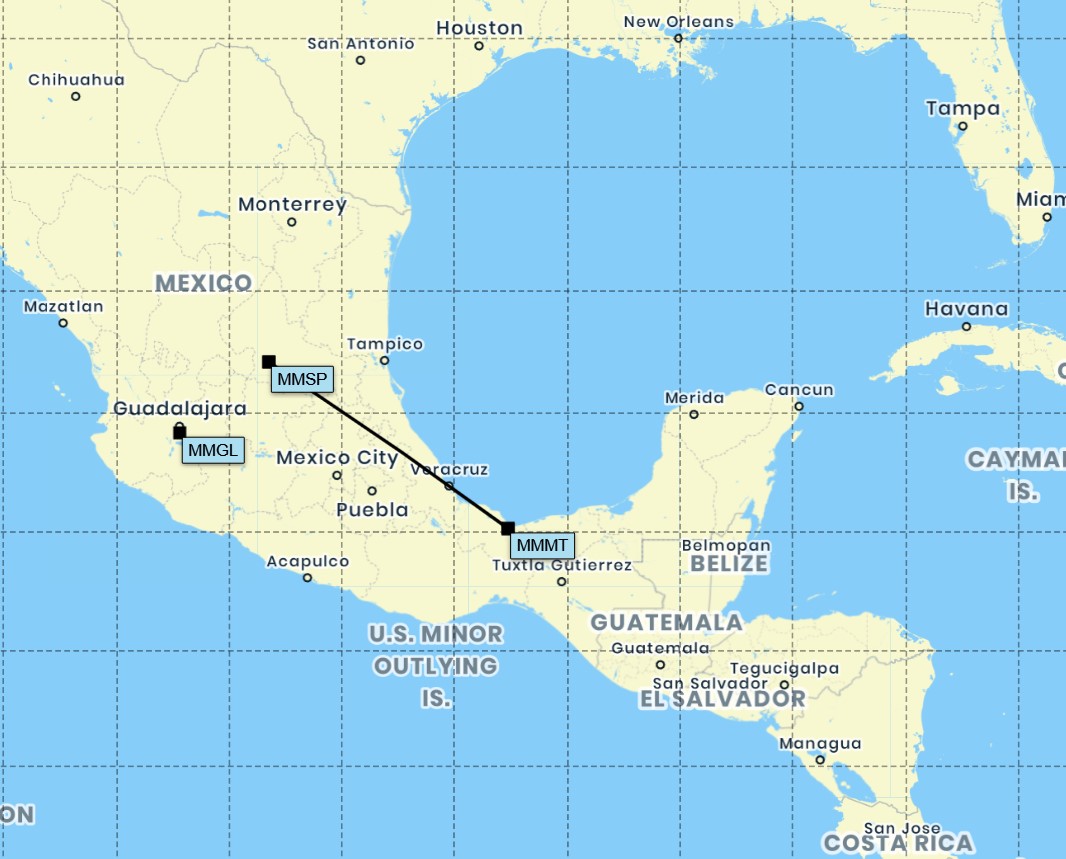 New Orleans
Houston
San Antonio
Chihuahua
Tampa
Miam
Monterrey
MEXICO
Mazatlan
Havana
Tampico
MMSP
Merida
Cancun
Guadalajara
MMGL
Mexico City
Veracruz
CAYMAI
IS.
Puebla
MMMT
Belmopan
BELIZE
Acapulco
Tuxtla Gutierrez
U.S. MINOR
OUTLYING
IS.
GUATEMALA
Guatemala
Tegucigalpa
San Salvador
EL SALVADOR
Managua
ON
San Jose
COSTA RICA